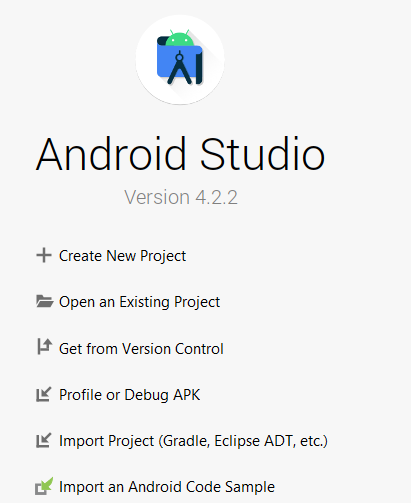 Android Studio
Version 4.2.2
Create New Project
Open an Existing Project
Get from Version Control
Profile or Debug APK
Import Project (Gradle, Eclipse ADT, etc.)
Import an Android Code Sample